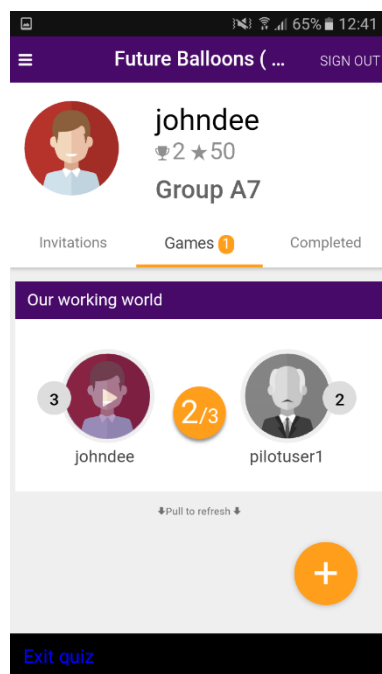 65% 12:41
Future Balloons ( ... SIGN OUT
johndee
2 50
Group A7
Invitations Games 1 Completed
Our working world
3 2/3 2
johndee pilotuser1
Pull to refresh
+
Exit quiz